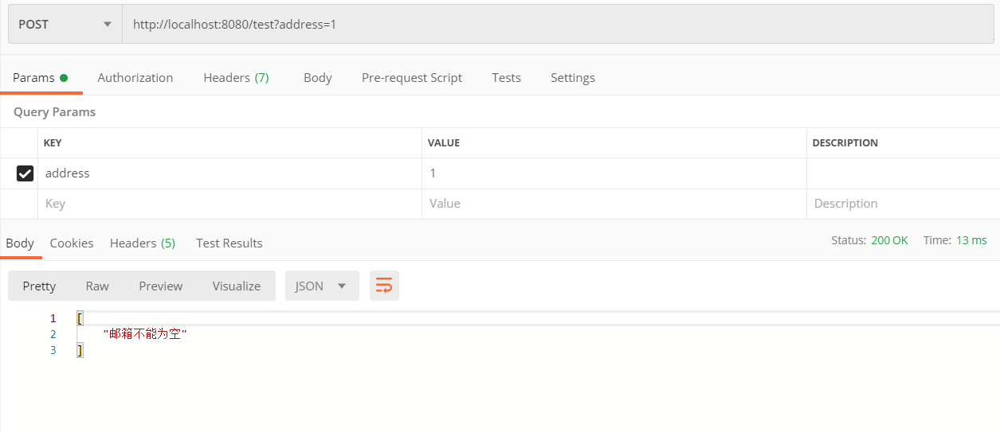 POST http://localhost:8080/test?address=1
Params Authorization Headers (7) Body Pre-request Script Tests Settings
Query Params
KEY VALUE DESCRIPTION
address 1
Key Value Description
Body Cookies Headers (5) Test Results Status: 200 OK Time: 13 ms
Pretty Raw Preview Visualize JSON
1 [
2 "邮箱不能为空"
3 ]